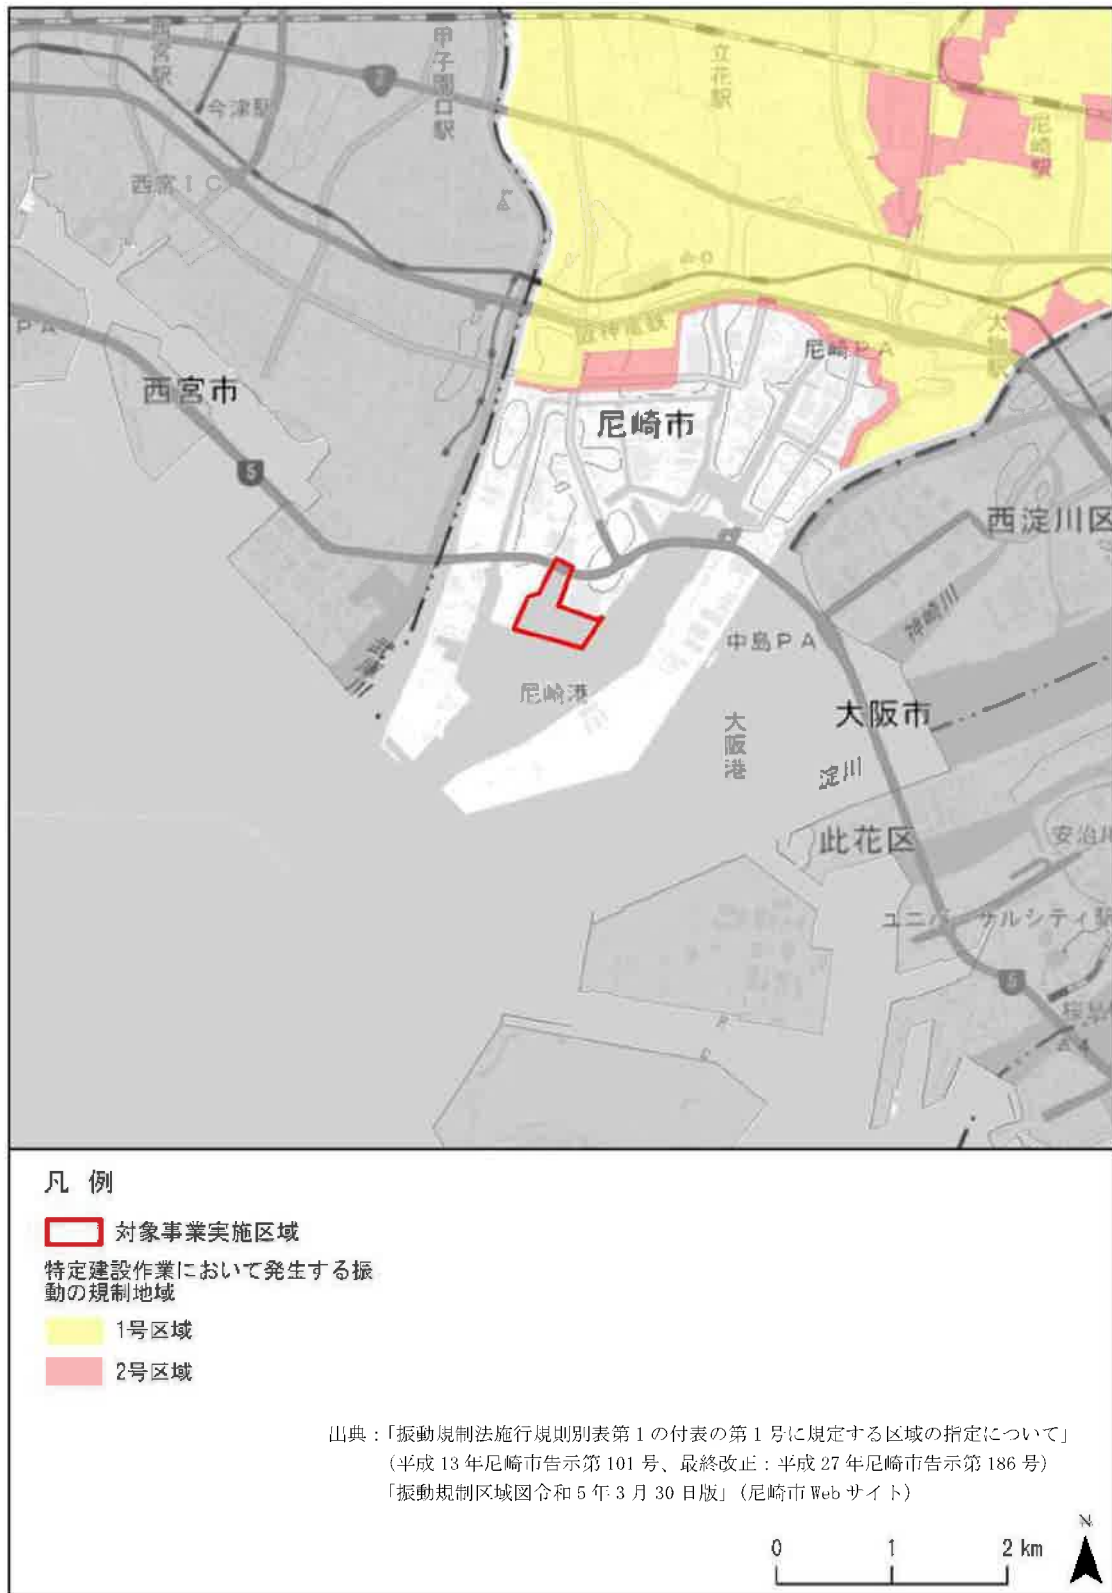 西宮駅
甲子園口駅
立花駅
尼崎駅
2
今津駅
西宮IC
阪神電鉄
尼崎PA
大物駅
PA
西宮市
尼崎市
5
西淀川区
神崎川
中島PA
武庫川
尼崎港
大阪港
大阪市
淀川
此花区
安治川
ユニバーサルシティ駅
5
凡 例
対象事業実施区域
特定建設作業において発生する振
動の規制地域
1号区域
2号区域
出典:「振動規制法施行規則別表第1の付表の第1号に規定する区域の指定について」
(平成13年尼崎市告示第101号、最終改正:平成27年尼崎市告示第186号)
「振動規制区域図令和5年3月30日版」(尼崎市Webサイト)
N
0 1 2 km